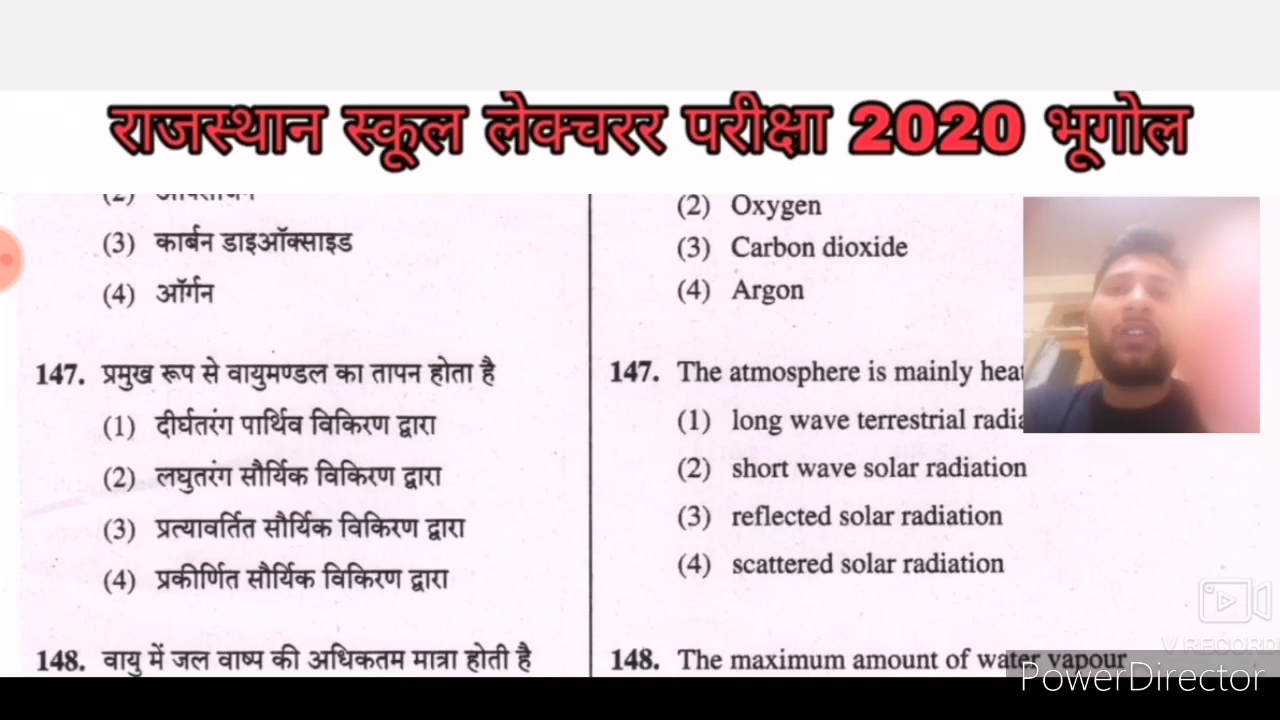 राजस्थान स्कूल लेक्चरर परीक्षा 2020 भूगोल
(2)
(3) कार्बन डाइऑक्साइड
(4) ऑर्गन
147. प्रमुख रूप से वायुमण्डल का तापन होता है
(1) दीर्घतरंग पार्थिव विकिरण द्वारा
(2) लघुतरंग सौर्यिक विकिरण द्वारा
(3) प्रत्यावर्तित सौर्यिक विकिरण द्वारा
(4) प्रकीर्णित सौर्यिक विकिरण द्वारा
148. वायु में जल वाष्प की अधिकतम मात्रा होती है
(2) Oxygen
(3) Carbon dioxide
(4) Argon
147. The atmosphere is mainly
(1) long wave terrestrial
(2) short wave solar radiation
(3) reflected solar radiation
(4) scattered solar radiation
148. The maximum amount of water vapour
V RECORD
PowerDirector